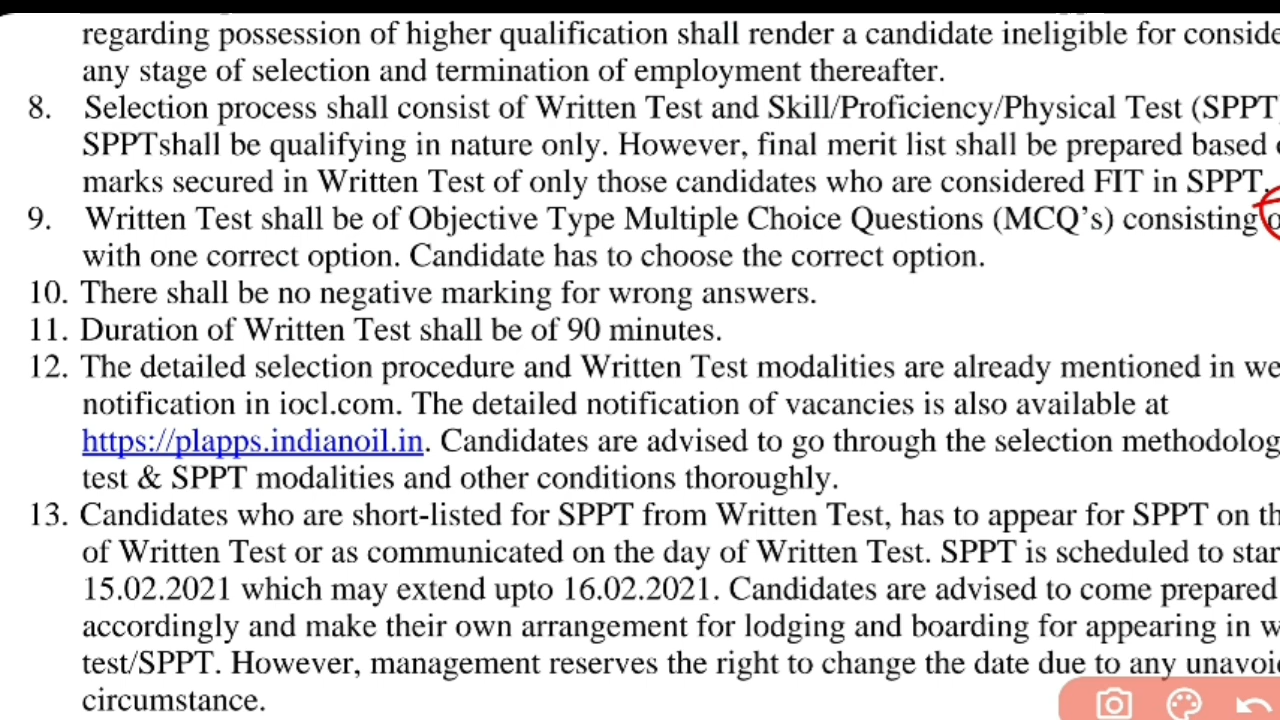 regarding possession of higher qualification shall render a candidate ineligible for
any stage of selection and termination of employment thereafter.
8. Selection process shall consist of Written Test and Skill/Proficiency/Physical Test (SPPT
SPPTshall be qualifying in nature only. However, final merit list shall be prepared based
marks secured in Written Test of only those candidates who are considered FIT in SPPT.
9. Written Test shall be of Objective Type Multiple Choice Questions (MCQ’s) consisting
with one correct option. Candidate has to choose the correct option.
10. There shall be no negative marking for wrong answers.
11. Duration of Written Test shall be of 90 minutes.
12. The detailed selection procedure and Written Test modalities are already mentioned in
notification in iocl.com. The detailed notification of vacancies is also available at
https://plapps.indianoil.in. Candidates are advised to go through the selection
test & SPPT modalities and other conditions thoroughly.
13. Candidates who are short-listed for SPPT from Written Test, has to appear for SPPT on
of Written Test or as communicated on the day of Written Test. SPPT is scheduled to
15.02.2021 which may extend upto 16.02.2021. Candidates are advised to come prepared
accordingly and make their own arrangement for lodging and boarding for appearing in
test/SPPT. However, management reserves the right to change the date due to any
circumstance.